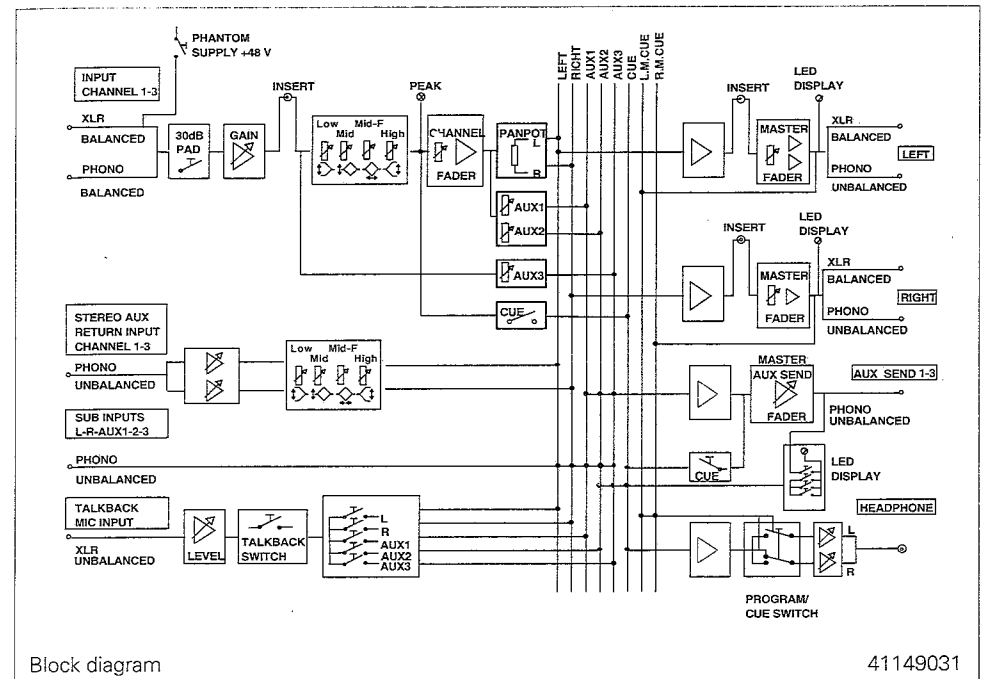 PHANTOM
SUPPLY +48 V
INPUT
CHANNEL 1-3
XLR
BALANCED
PHONO
BALANCED
30dB
PAD
GAIN
INSERT
Low Mid-F
Mid High
PEAK
CHANNEL
FADER
PANPOT
L
R
AUX1
AUX2
AUX3
CUE
LEFT
RIGHT
AUX1
AUX2
AUX3
CUE
L.M.CUE
R.M.CUE
INSERT
MASTER
FADER
LED
DISPLAY
XLR
BALANCED
LEFT
PHONO
UNBALANCED
INSERT
MASTER
FADER
LED
DISPLAY
XLR
BALANCED
RIGHT
PHONO
UNBALANCED
STEREO AUX
RETURN INPUT
CHANNEL 1-3
PHONO
UNBALANCED
Low Mid-F
Mid High
MASTER
AUX SEND
FADER
AUX SEND 1-3
PHONO
UNBALANCED
SUB INPUTS
L-R-AUX1-2-3
PHONO
UNBALANCED
CUE
LED
DISPLAY
TALKBACK
MIC INPUT
XLR
UNBALANCED
LEVEL
TALKBACK
SWITCH
L
R
AUX1
AUX2
AUX3
HEADPHONE
L
R
PROGRAM/
CUE SWITCH
Block diagram
41149031